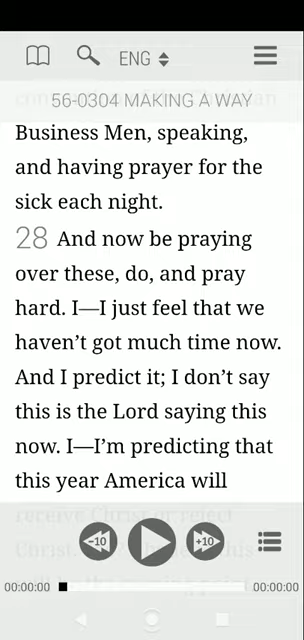 ENG
56-0304 MAKING A WAY
Business Men, speaking,
and having prayer for the
sick each night.
28 And now be praying
over these, do, and pray
hard. I—I just feel that we
haven’t got much time now.
And I predict it; I don’t say
this is the Lord saying this
now. I—I’m predicting that
this year America will
receive Christ or reject
-10
+10
00:00:00
00:00:00